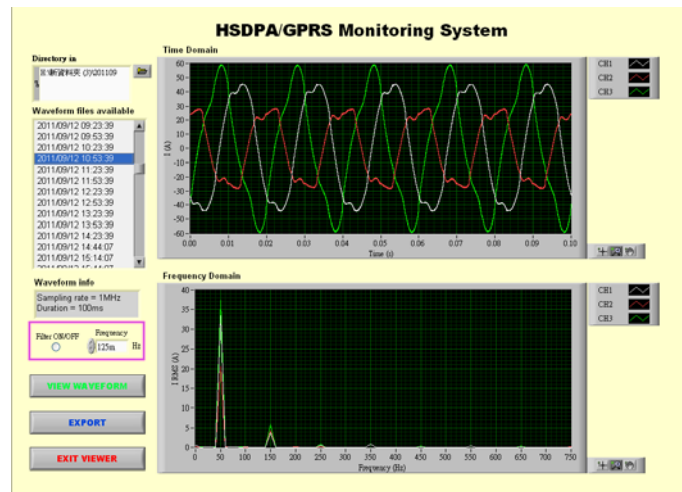 HSDPA/GPRS Monitoring System
Directory in
201109
Waveform files available
2011/09/12 09:23:39
2011/09/12 09:53:39
2011/09/12 10:23:39
2011/09/12 10:53:39
2011/09/12 11:23:39
2011/09/12 11:53:39
2011/09/12 12:23:39
2011/09/12 12:53:39
2011/09/12 13:23:39
2011/09/12 13:53:39
2011/09/12 14:23:39
2011/09/12 14:44:07
2011/09/12 15:14:07
2011/09/12 15:44:07
Waveform info
Sampling rate = 1MHz
Duration = 100ms
Filter ON/OFF
Frequency
125m Hz
VIEW WAVEFORM
EXPORT
EXIT VIEWER
Time Domain
I (A)
60
50
40
30
20
10
0
-10
-20
-30
-40
-50
-60
0.00 0.01 0.02 0.03 0.04 0.05 0.06 0.07 0.08 0.09 0.10
Time (s)
CH1
CH2
CH3
Frequency Domain
I RMS (A)
40
35
30
25
20
15
10
5
0
0 50 100 150 200 250 300 350 400 450 500 550 600 650 700 750
Frequency (Hz)
CH1
CH2
CH3